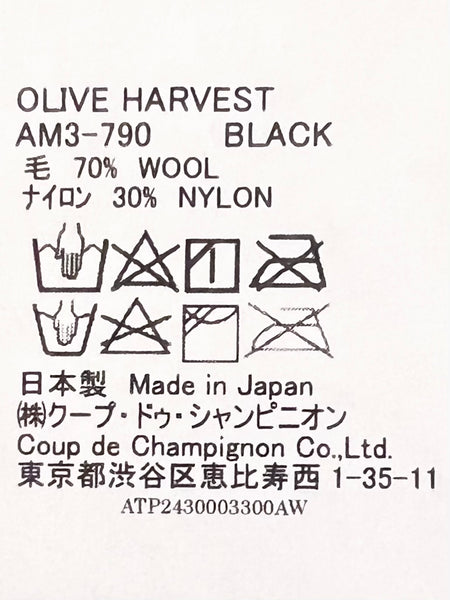 OLIVE HARVEST
AM3-790 BLACK
毛 70% WOOL
ナイロン 30% NYLON
日本製 Made in Japan
㈱クープ・ドゥ・シャンピニオン
Coup de Champignon Co.,Ltd.
東京都渋谷区恵比寿西 1-35-11
ATP2430003300AW